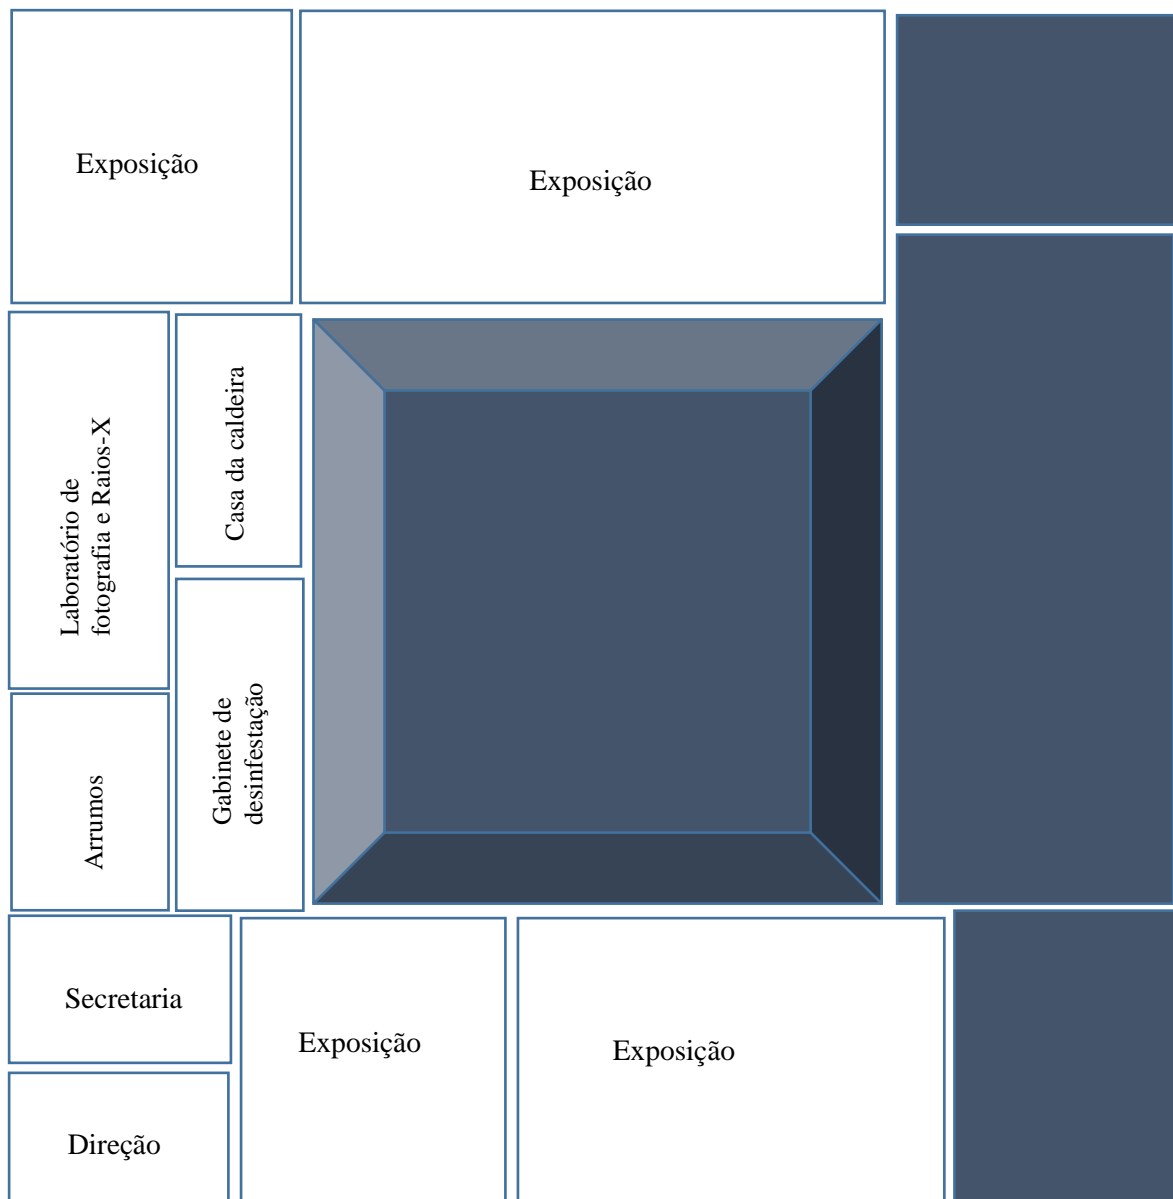 Exposição
Exposição
Laboratório de
fotografia e Raios-X
Casa da caldeira
Gabinete de
desinfestação
Arrumos
Secretaria
Exposição
Exposição
Direção